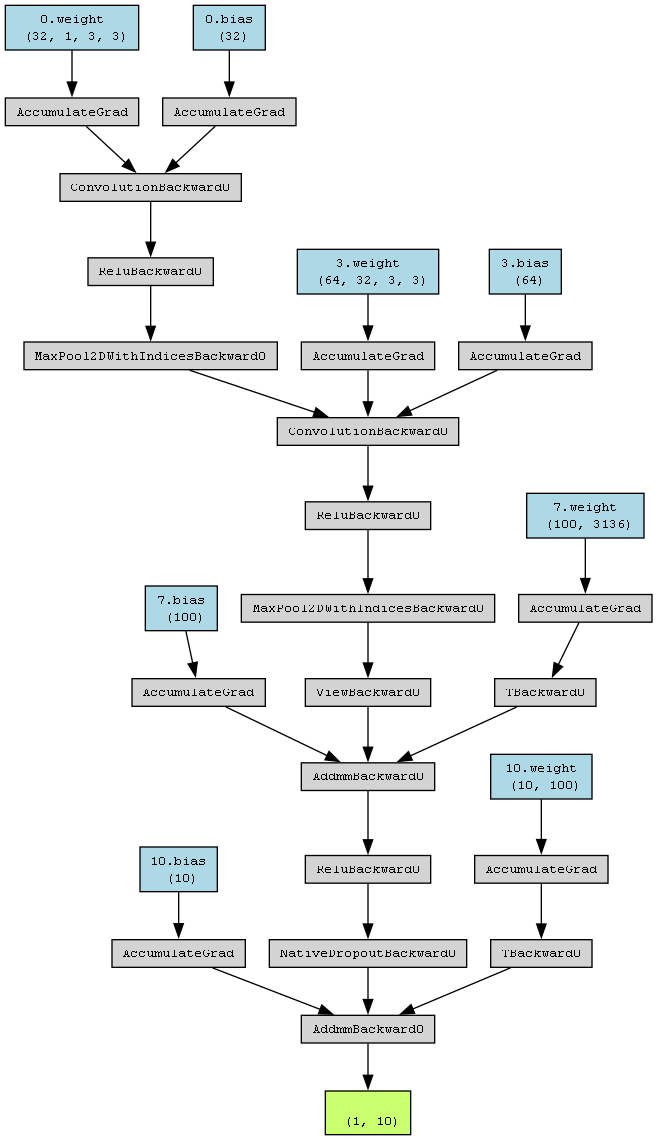 0.weight
(32, 1, 3, 3)
0.bias
(32)
AccumulateGrad
AccumulateGrad
ConvolutionBackward0
ReluBackward0
3.weight
(64, 32, 3, 3)
3.bias
(64)
MaxPool2DWithIndicesBackward0
AccumulateGrad
AccumulateGrad
ConvolutionBackward0
ReluBackward0
7.weight
(100, 3136)
7.bias
(100)
MaxPool2DWithIndicesBackward0
AccumulateGrad
AccumulateGrad
ViewBackward0
TBackward0
AddmmBackward0
10.weight
(10, 100)
10.bias
(10)
ReluBackward0
AccumulateGrad
AccumulateGrad
NativeDropoutBackward0
TBackward0
AddmmBackward0
(1, 10)